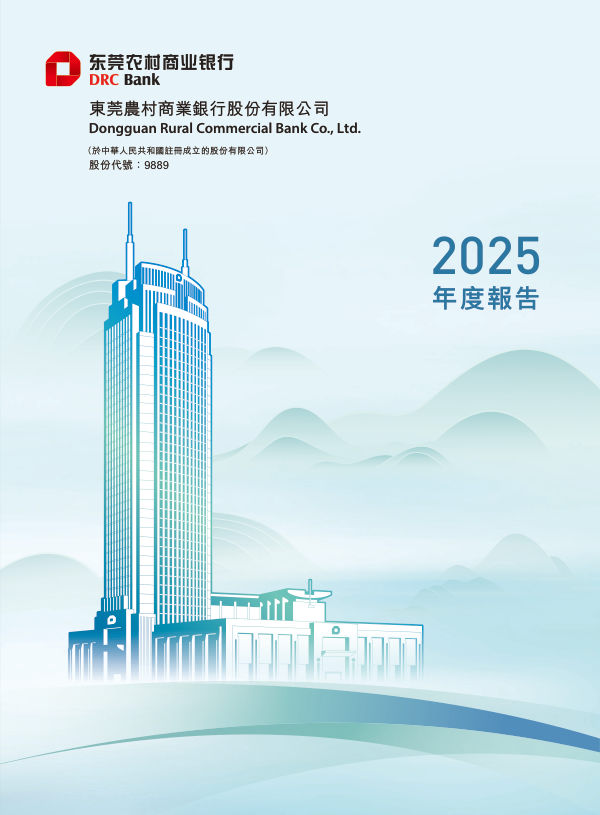 东莞农村商业银行
DRC Bank
東莞農村商業銀行股份有限公司
Dongguan Rural Commercial Bank Co., Ltd.
（於中華人民共和國註冊成立的股份有限公司）
股份代號：9889
2025
年度報告